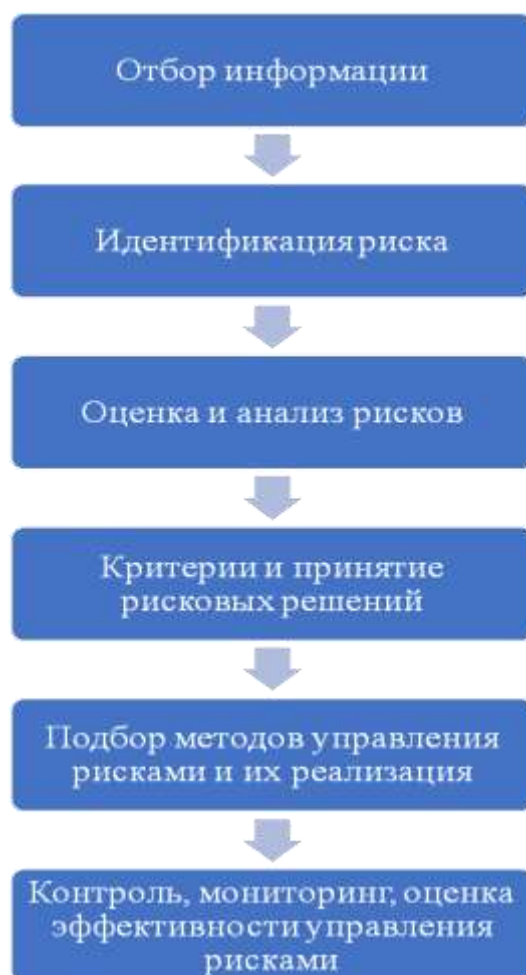 Отбор информации
Идентификация риска
Оценка и анализ рисков
Критерии и принятие
рисковых решений
Подбор методов управления
рисками и их реализация
Контроль, мониторинг, оценка
эффективности управления
рисками